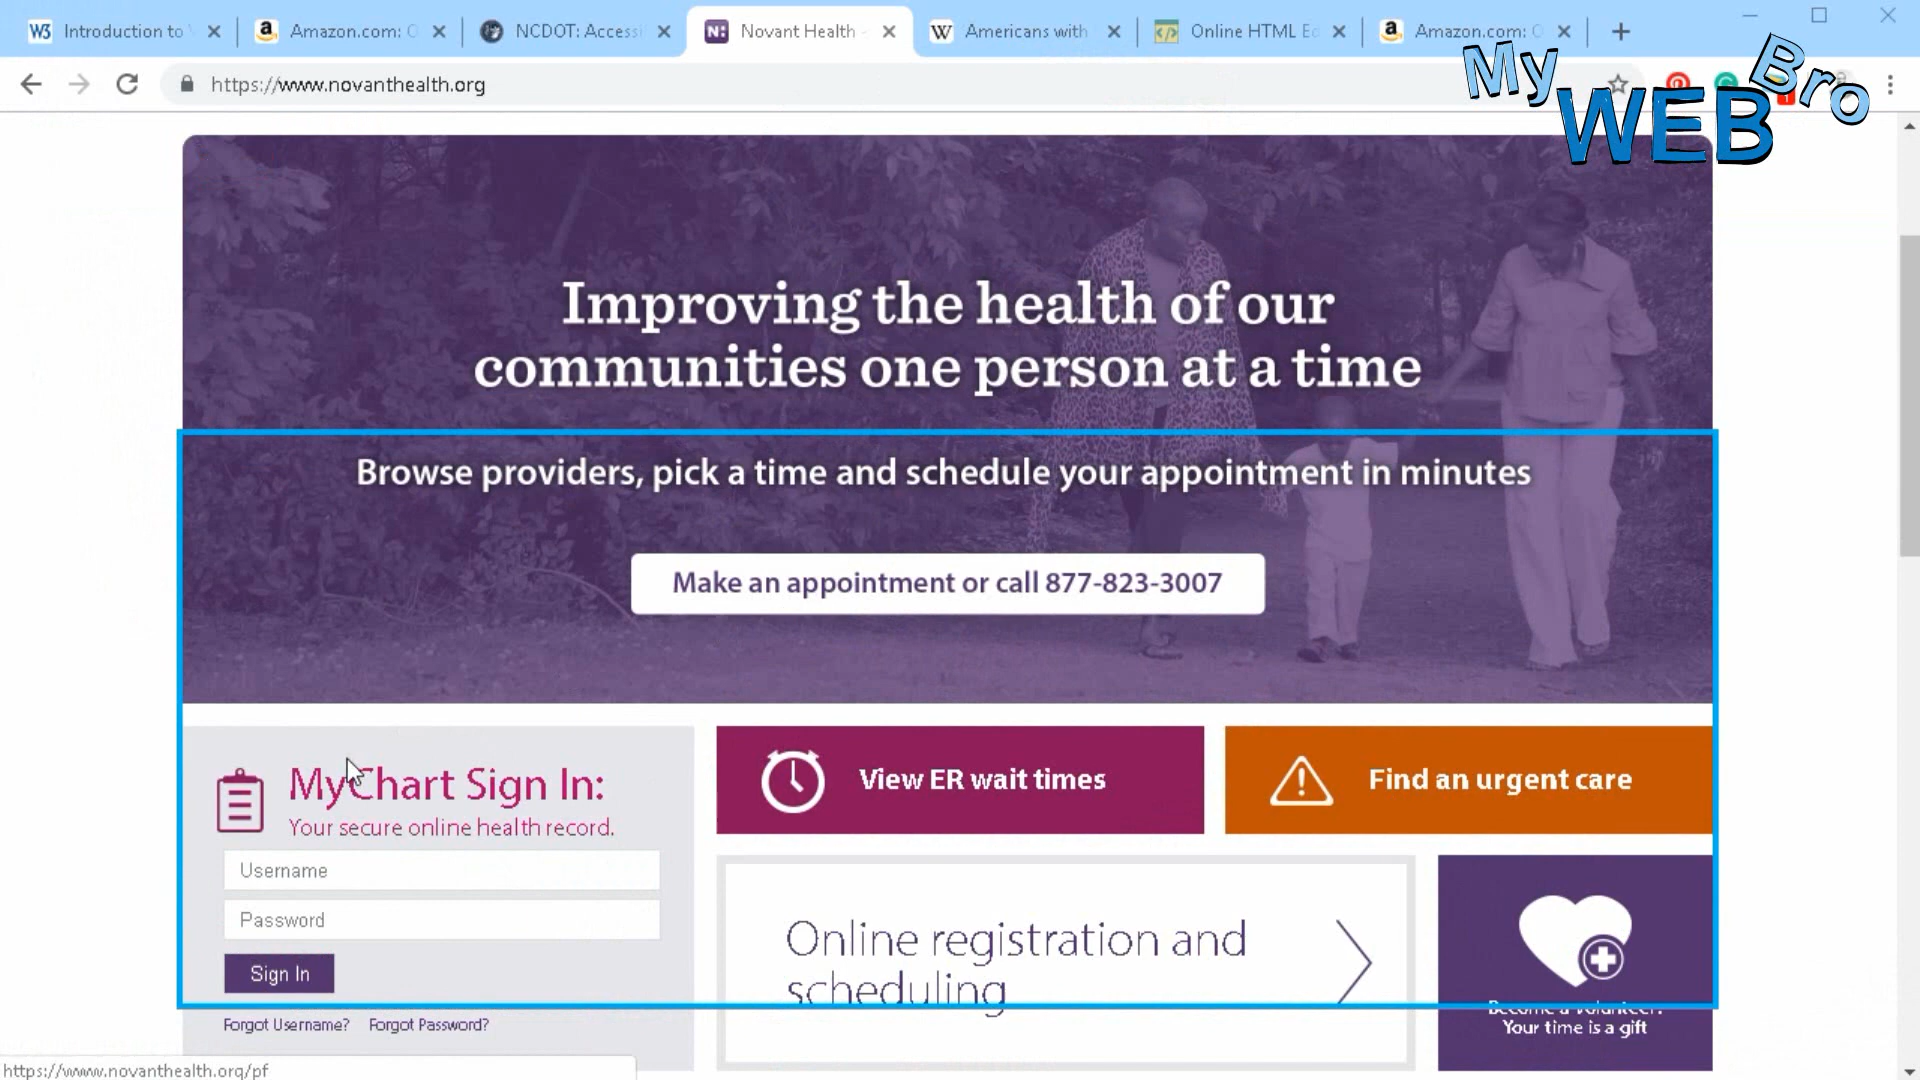 Introduction to
Amazon.com: O
NCDOT: Accessi
Novant Health -
Americans with
Online HTML Ed
Amazon.com: O
https://www.novanthealth.org
My WEB Bro
Improving the health of our
communities one person at a time
Browse providers, pick a time and schedule your appointment in minutes
Make an appointment or call 877-823-3007
MyChart Sign In:
Your secure online health record.
Username
Password
Sign In
Forgot Username? Forgot Password?
View ER wait times
Find an urgent care
Online registration and
scheduling
Become a volunteer.
Your time is a gift
https://www.novanthealth.org/pf